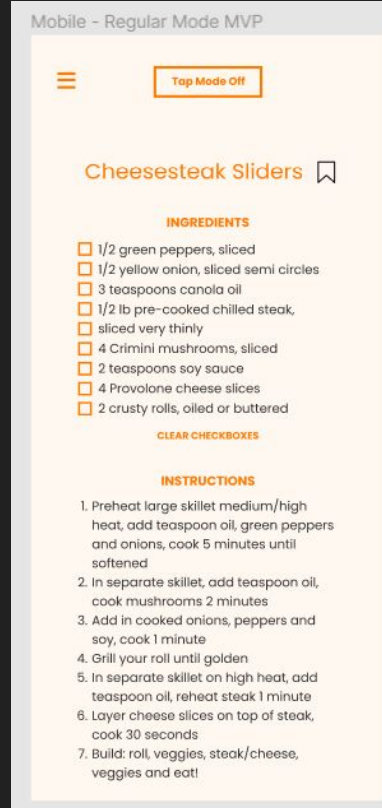 Mobile - Regular Mode MVP
Tap Mode Off
Cheesesteak Sliders
INGREDIENTS
1/2 green peppers, sliced
1/2 yellow onion, sliced semi circles
3 teaspoons canola oil
1/2 lb pre-cooked chilled steak,
sliced very thinly
4 Crimini mushrooms, sliced
2 teaspoons soy sauce
4 Provolone cheese slices
2 crusty rolls, oiled or buttered
CLEAR CHECKBOXES
INSTRUCTIONS
1. Preheat large skillet medium/high
heat, add teaspoon oil, green peppers
and onions, cook 5 minutes until
softened
2. In separate skillet, add teaspoon oil,
cook mushrooms 2 minutes
3. Add in cooked onions, peppers and
soy, cook 1 minute
4. Grill your roll until golden
5. In separate skillet on high heat, add
teaspoon oil, reheat steak 1 minute
6. Layer cheese slices on top of steak,
cook 30 seconds
7. Build: roll, veggies, steak/cheese,
veggies and eat!